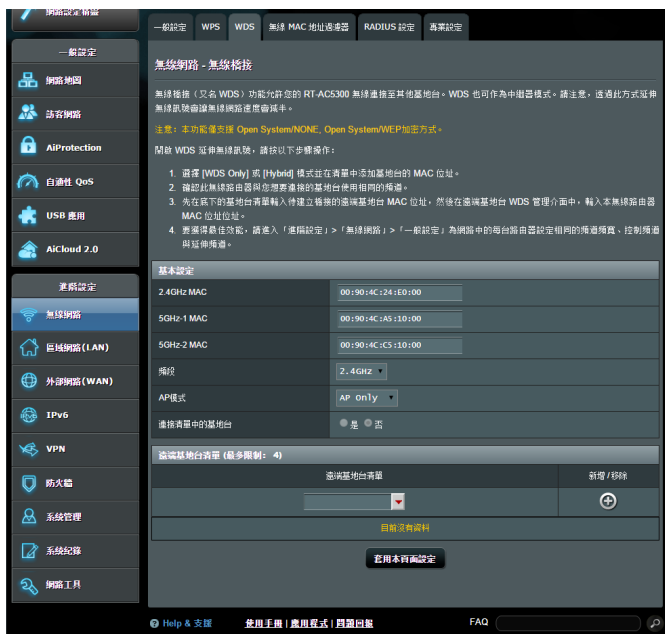 網路設定精靈
一般設定
網路地圖
訪客網路
AiProtection
自適性 QoS
USB 應用
AiCloud 2.0
進階設定
無線網路
區域網路(LAN)
外部網路(WAN)
IPv6
VPN
防火牆
系統管理
系統紀錄
網路工具
一般設定 WPS WDS 無線 MAC 地址過濾器 RADIUS 設定 專業設定
無線網路 - 無線橋接
無線橋接（又名 WDS）功能允許您的 RT-AC5300 無線連接至其他基地台。WDS 也可作為中繼器模式。請注意，透過此方式延伸
無線訊號會讓無線網路速度會減半。
注意：本功能僅支援 Open System/NONE, Open System/WEP加密方式。
開啟 WDS 延伸無線訊號，請按以下步驟操作：
1. 選擇 [WDS Only] 或 [Hybrid] 模式並在清單中添加基地台的 MAC 位址。
2. 確認此無線路由器與您想要連接的基地台使用相同的頻道。
3. 先在底下的基地台清單輸入待建立橋接的遠端基地台 MAC 位址，然後在遠端基地台 WDS 管理介面中，輸入本無線路由器
MAC 位址位址。
4. 要獲得最佳效能，請進入「進階設定」>「無線網路」>「一般設定」為網路中的每台路由器設定相同的頻道頻寬、控制頻道
與延伸頻道。
基本設定
2.4GHz MAC 00:90:4C:24:E0:00
5GHz-1 MAC 00:90:4C:A5:10:00
5GHz-2 MAC 00:90:4C:C5:10:00
頻段 2.4GHz
AP模式 AP Only
連接清單中的基地台 是 否
遠端基地台清單 (最多限制： 4)
遠端基地台清單 新增 / 移除
目前沒有資料
套用本頁面設定
Help & 支援 使用手冊 | 應用程式 | 問題回報 FAQ